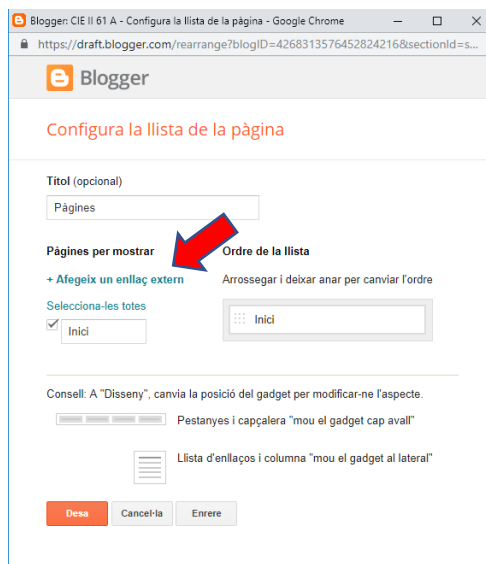 Blogger: CIE II 61 A - Configura la llista de la pàgina - Google Chrome
https://draft.blogger.com/rearrange?blogID=4268313576452824216&sectionId=s...
Blogger
Configura la llista de la pàgina
Títol (opcional)
Pàgines
Pàgines per mostrar
Ordre de la llista
+ Afegeix un enllaç extern
Arrossegar i deixar anar per canviar l'ordre
Selecciona-les totes
Inici
Inici
Consell: A "Disseny", canvia la posició del gadget per modificar-ne l'aspecte.
Pestanyes i capçalera "mou el gadget cap avall"
Llista d'enllaços i columna "mou el gadget al lateral"
Desa
Cancel·la
Enrere